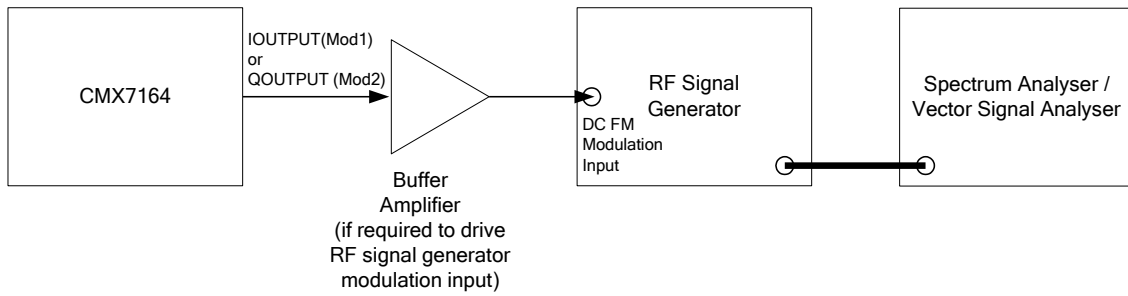 CMX7164
IOUTPUT(Mod1)
or
QOUTPUT (Mod2)
Buffer
Amplifier
(if required to drive
RF signal generator
modulation input)
RF Signal
Generator
DC FM
Modulation
Input
Spectrum Analyser /
Vector Signal Analyser